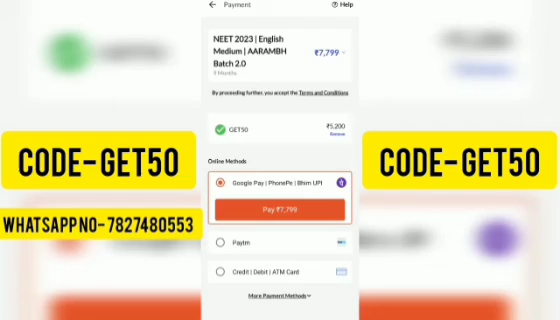 ← Payment
? Help
NEET 2023 | English
Medium | AARAMBH
Batch 2.0
₹7,799
9 Months
By proceeding further, you accept the Terms and Conditions
GET50
₹5,200
Remove
Online Methods
Google Pay | PhonePe | Bhim UPI
Pay ₹7,799
Paytm
Credit | Debit | ATM Card
More Payment Methods
CODE-GET50
CODE-GET50
WHATSAPP NO- 7827480553